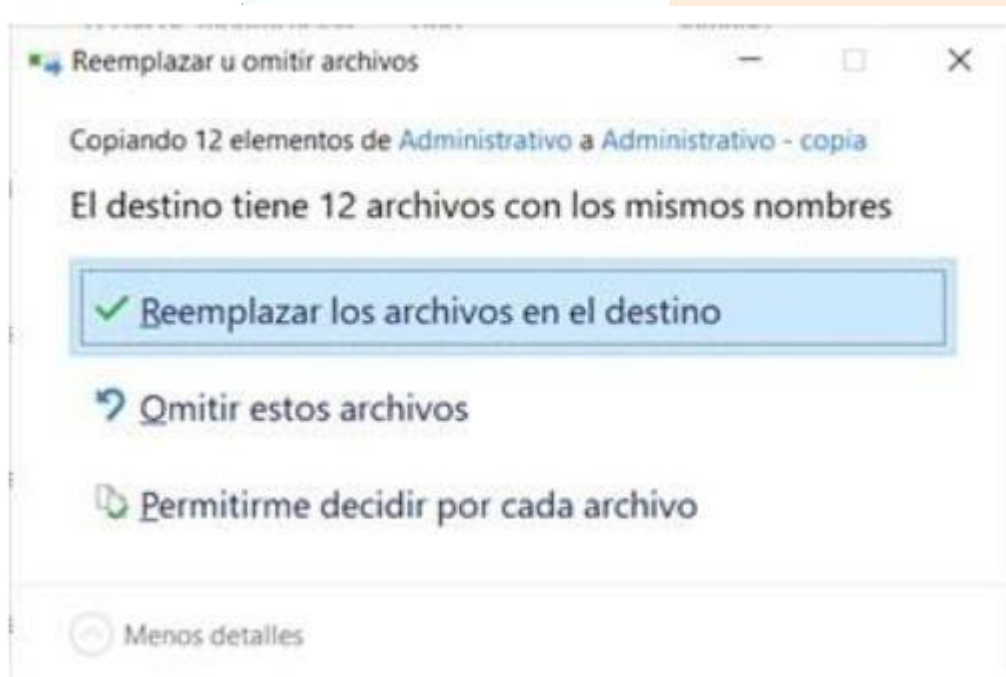 Reemplazar u omitir archivos
Copiando 12 elementos de Administrativo a Administrativo - copia
El destino tiene 12 archivos con los mismos nombres
Reemplazar los archivos en el destino
Omitir estos archivos
Permitirme decidir por cada archivo
Menos detalles